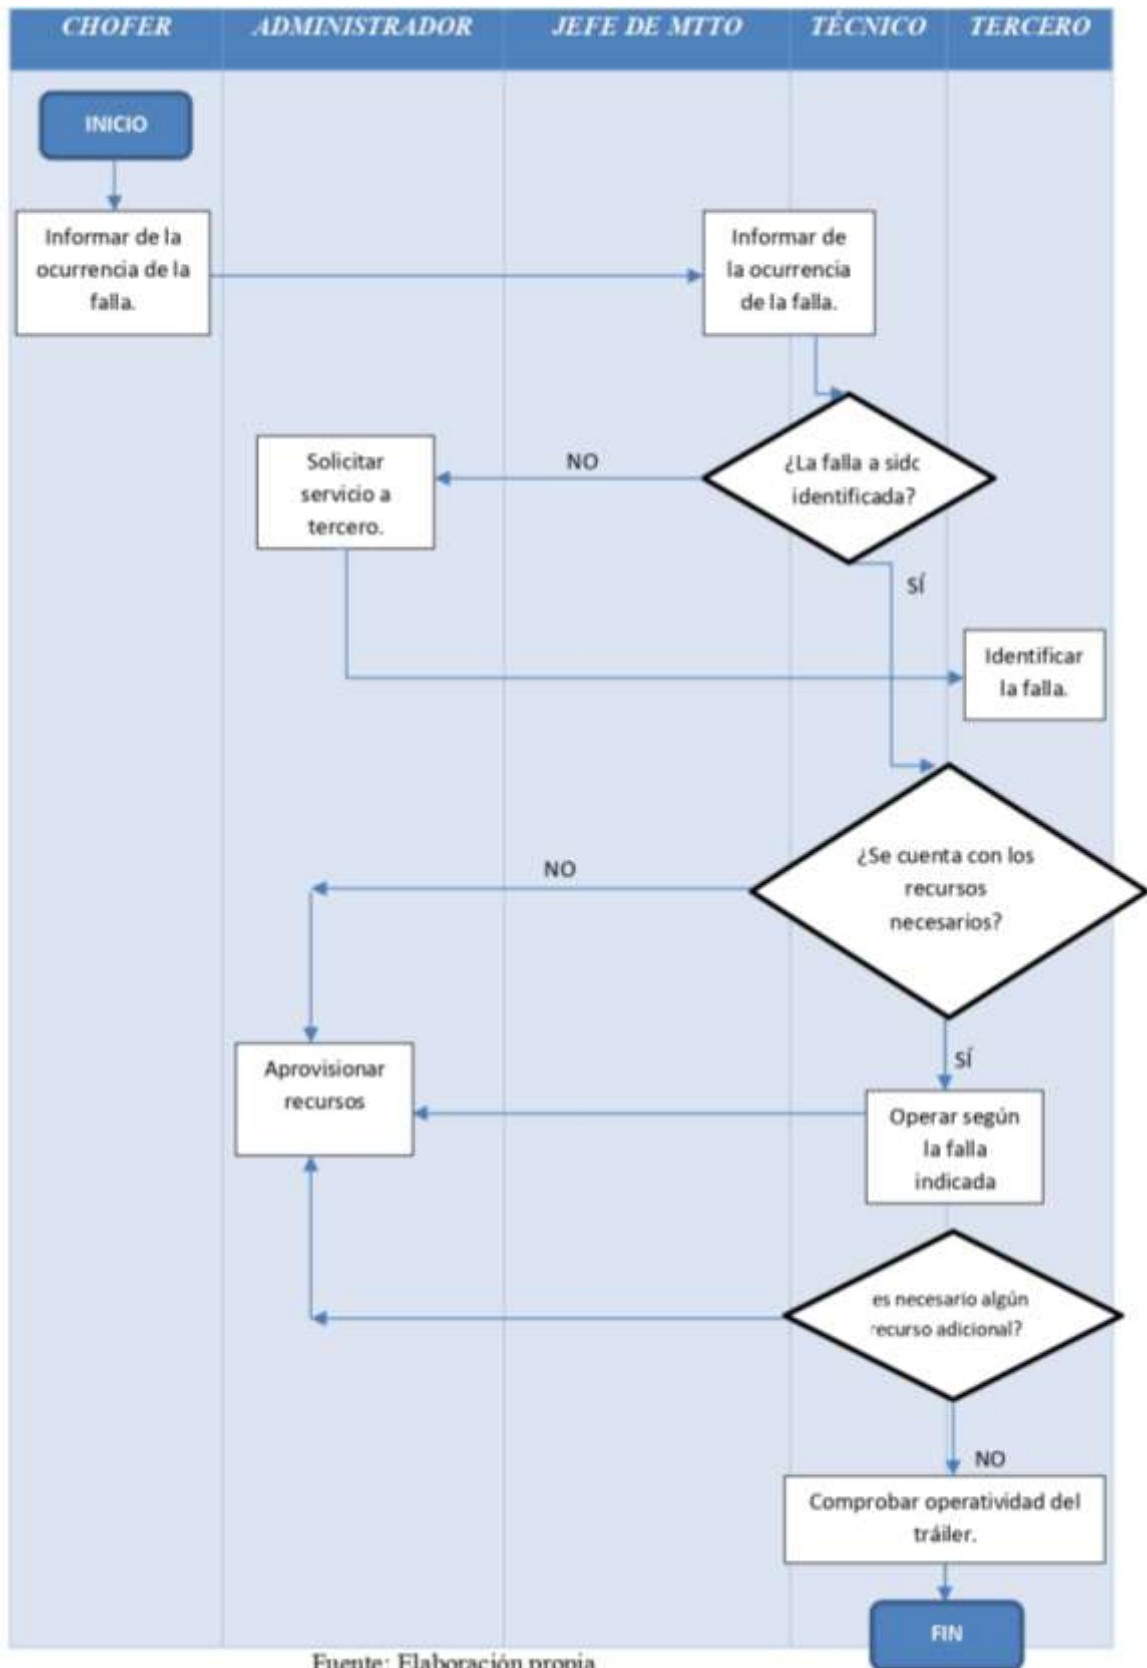 CHOFER ADMINISTRADOR JEFE DE MTTO TÉCNICO TERCERO
INICIO
Informar de la
ocurrencia de la
falla.
Informar de
la ocurrencia
de la falla.
¿La falla a sido
identificada?
NO
Solicitar
servicio a
tercero.
SÍ
Identificar
la falla.
¿Se cuenta con los
recursos
necesarios?
NO
SÍ
Aprovisionar
recursos
Operar según
la falla
indicada
es necesario algún
recurso adicional?
NO
Comprobar operatividad del
tráiler.
FIN
Fuente: Elaboración propia